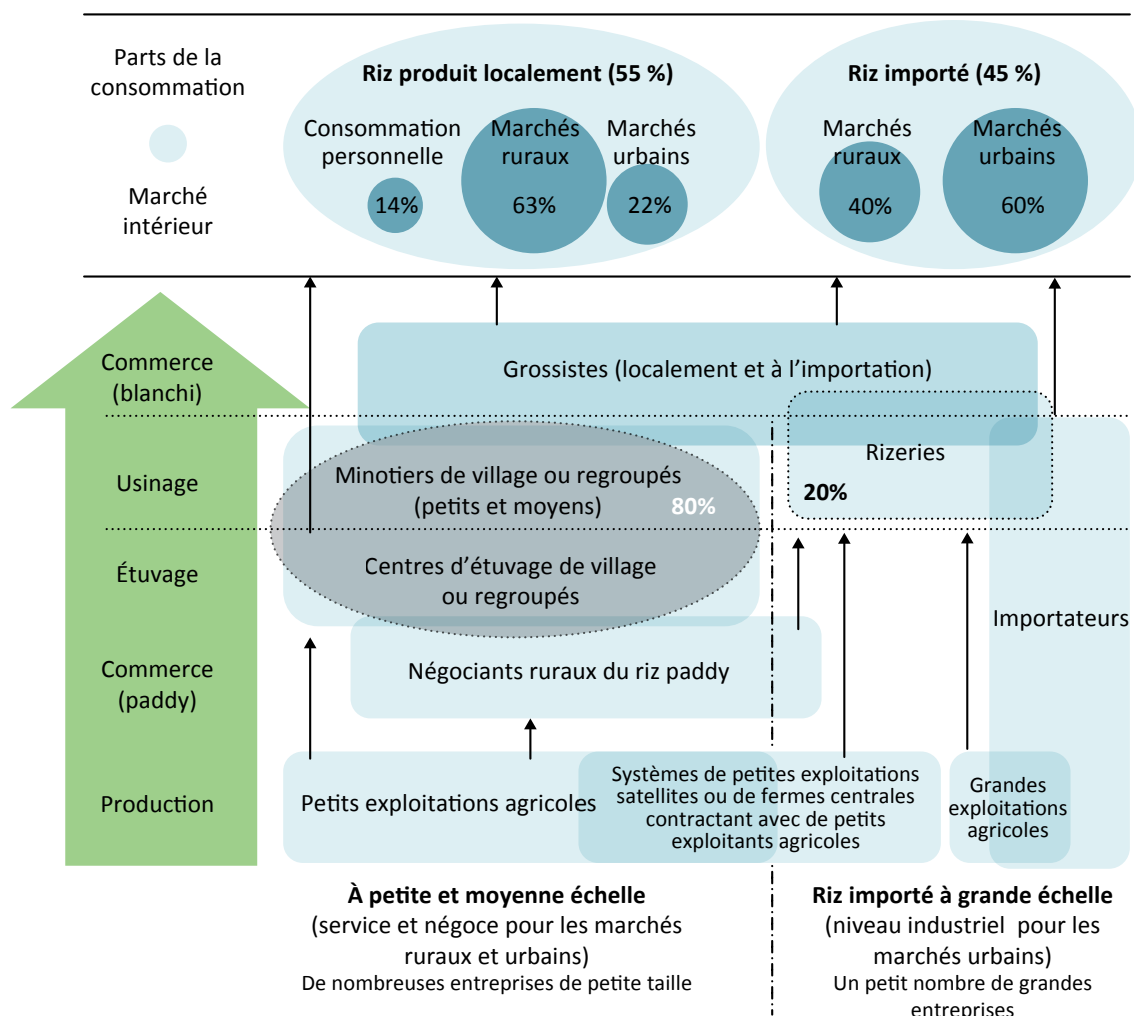 Parts de la
consommation
Marché
intérieur
Riz produit localement (55 %)
Consommation
personnelle
14%
Marchés
ruraux
63%
Marchés
urbains
22%
Riz importé (45 %)
Marchés
ruraux
40%
Marchés
urbains
60%
Commerce
(blanchi)
Grossistes (localement et à l’importation)
Usinage
Minotiers de village ou regroupés
(petits et moyens)
80%
Rizeries
20%
Étuvage
Centres d’étuvage de village
ou regroupés
Importateurs
Commerce
(paddy)
Négociants ruraux du riz paddy
Production
Petits exploitations agricoles
Systèmes de petites exploitations
satellites ou de fermes centrales
contractant avec de petits
exploitants agricoles
Grandes
exploitations
agricoles
À petite et moyenne échelle
(service et négoce pour les marchés
ruraux et urbains)
De nombreuses entreprises de petite taille
Riz importé à grande échelle
(niveau industriel pour les
marchés urbains)
Un petit nombre de grandes
entreprises